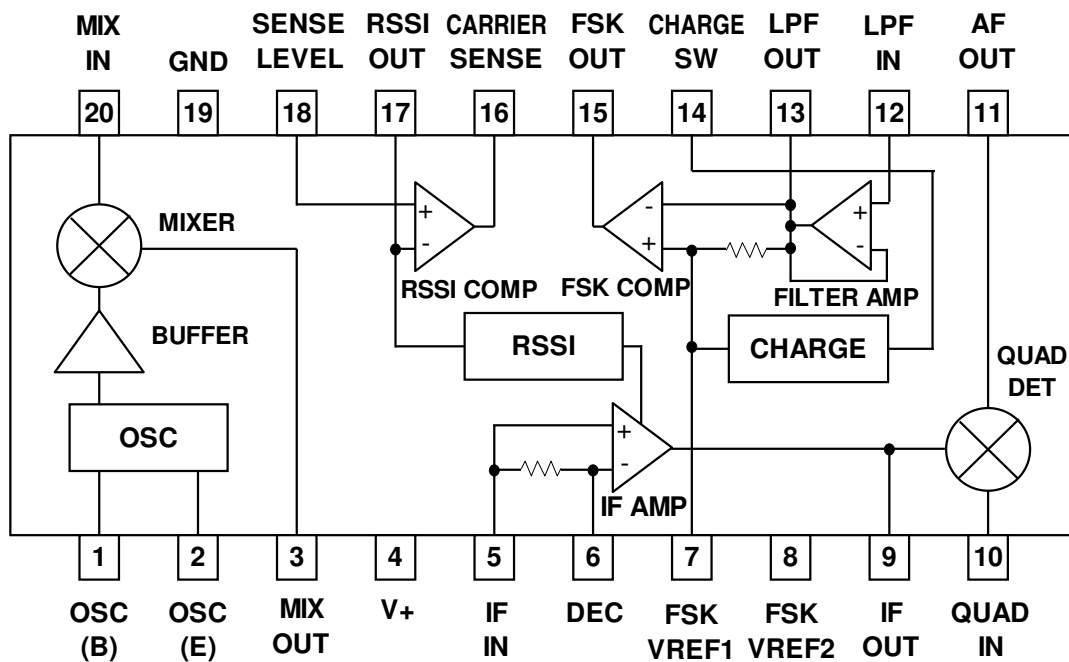 MIX SENSE RSSI CARRIER FSK CHARGE LPF LPF AF
IN GND LEVEL OUT SENSE OUT SW OUT IN OUT
20 19 18 17 16 15 14 13 12 11
+ - +
MIXER
- + -
RSSI COMP FSK COMP FILTER AMP
BUFFER
RSSI CHARGE
QUAD
DET
OSC
+
-
IF AMP
1 2 3 4 5 6 7 8 9 10
OSC OSC MIX V+ IF DEC FSK FSK IF QUAD
(B) (E) OUT IN VREF1 VREF2 OUT IN